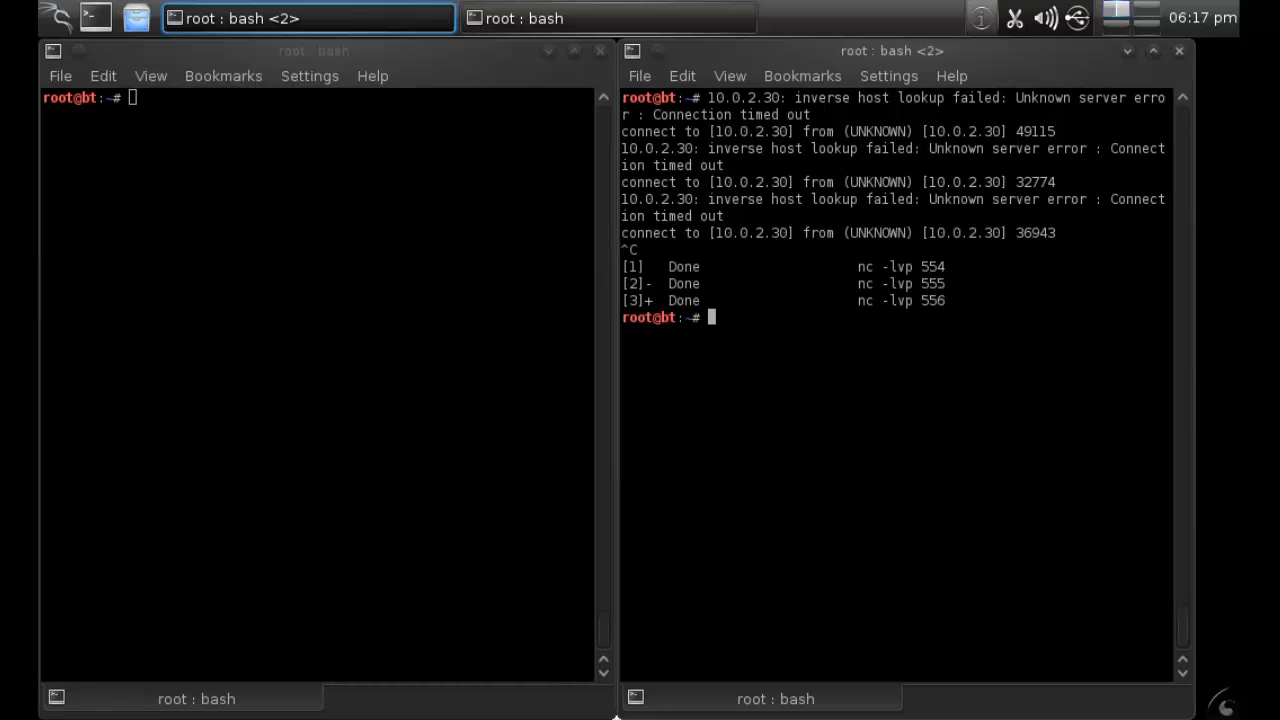 root : bash <2>
root : bash
06:17 pm
root : bash
File Edit View Bookmarks Settings Help
root@bt:~#
root : bash
root : bash <2>
File Edit View Bookmarks Settings Help
root@bt:~# 10.0.2.30: inverse host lookup failed: Unknown server erro
r : Connection timed out
connect to [10.0.2.30] from (UNKNOWN) [10.0.2.30] 49115
10.0.2.30: inverse host lookup failed: Unknown server error : Connect
ion timed out
connect to [10.0.2.30] from (UNKNOWN) [10.0.2.30] 32774
10.0.2.30: inverse host lookup failed: Unknown server error : Connect
ion timed out
connect to [10.0.2.30] from (UNKNOWN) [10.0.2.30] 36943
^C
[1]   Done                    nc -lvp 554
[2]-  Done                    nc -lvp 555
[3]+  Done                    nc -lvp 556
root@bt:~#
root : bash